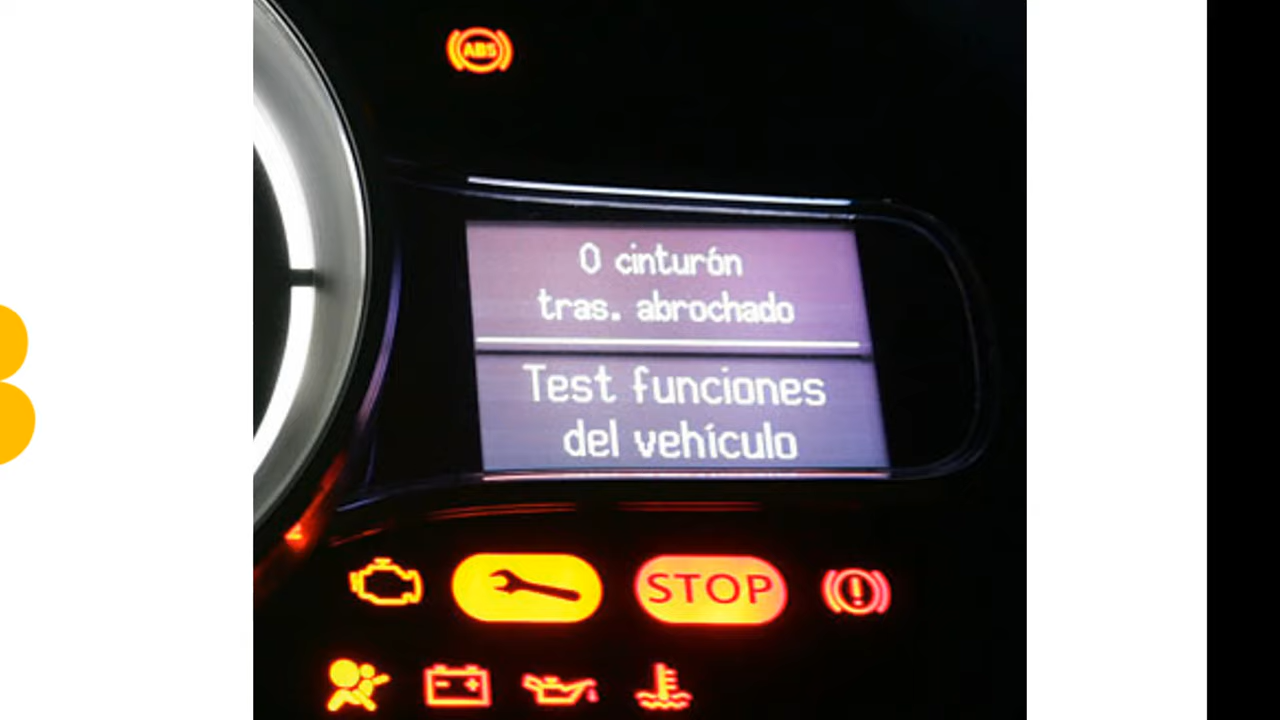 ABS
0 cinturón
tras. abrochado
Test funciones
del vehículo
STOP